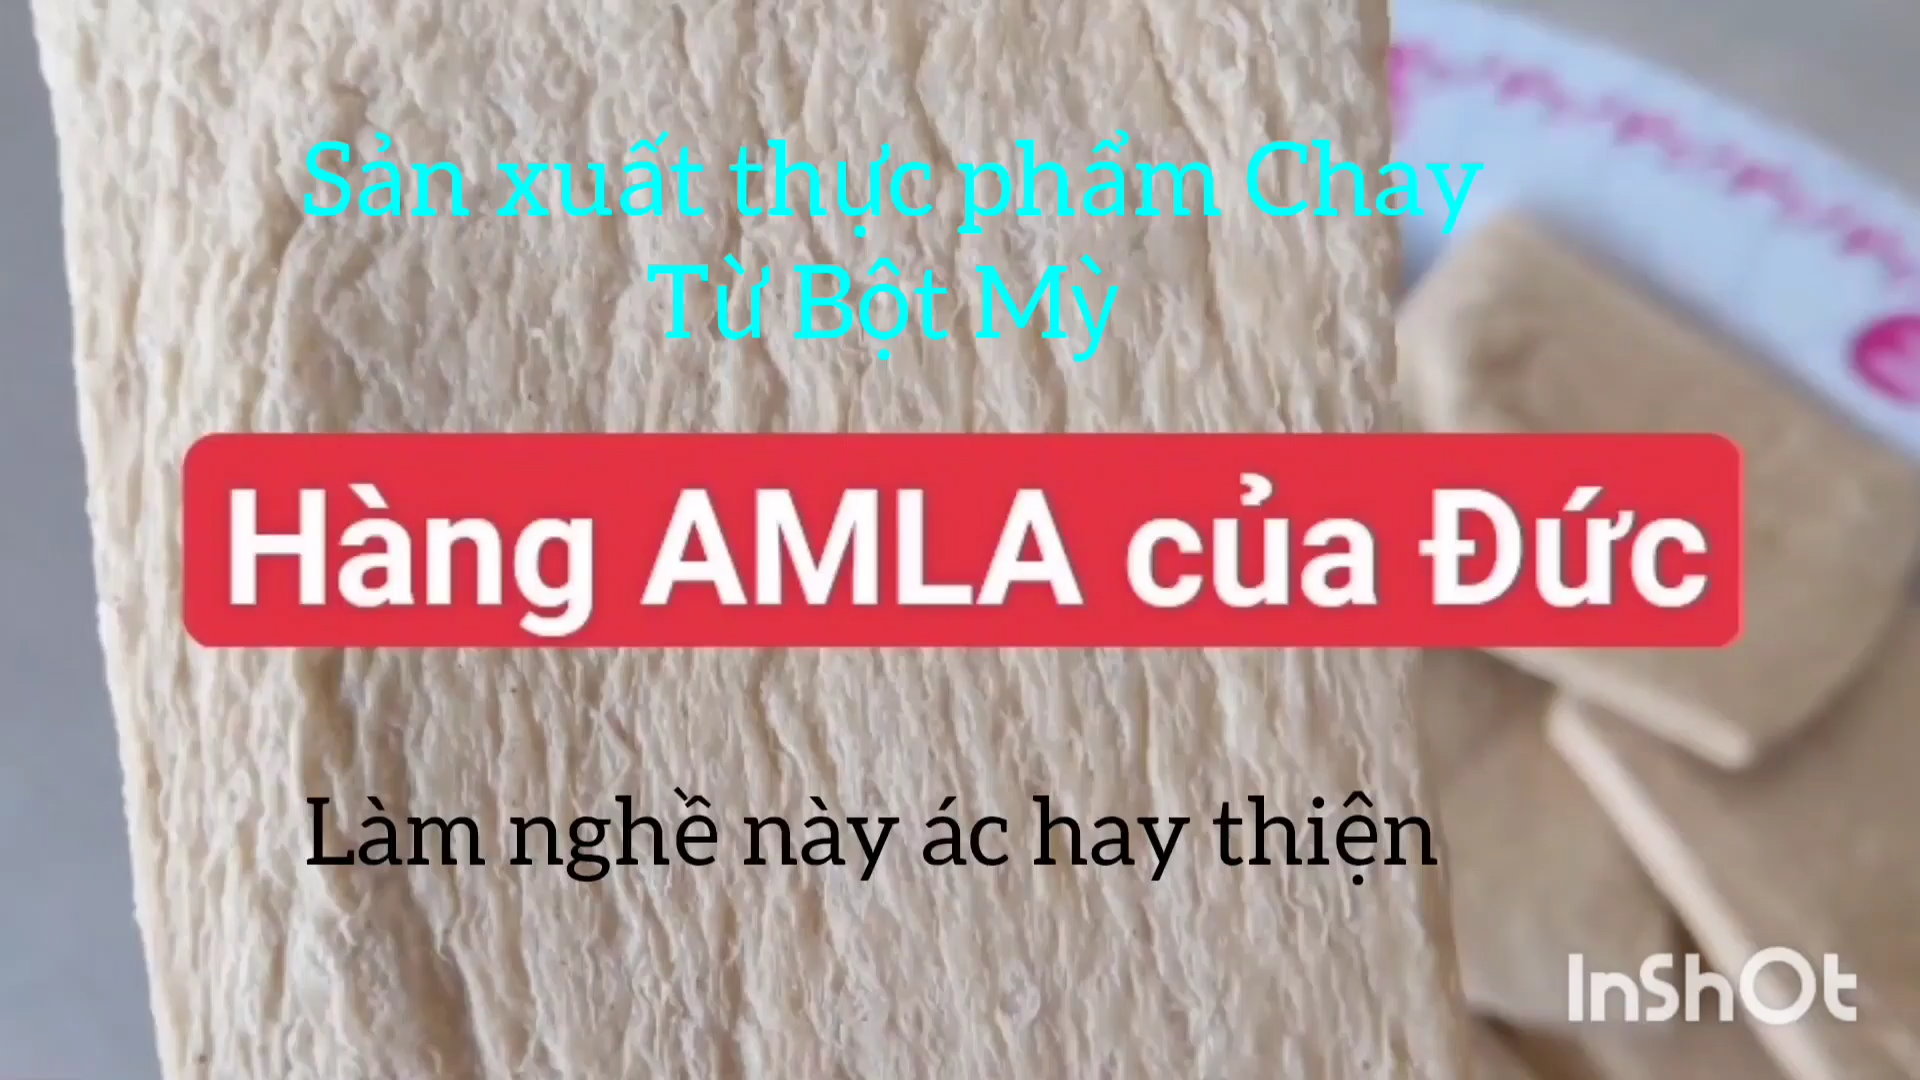 Sản xuất thực phẩm Chay
Từ Bột Mỳ
Hàng AMLA của Đức
Làm nghề này ác hay thiện
InShOt